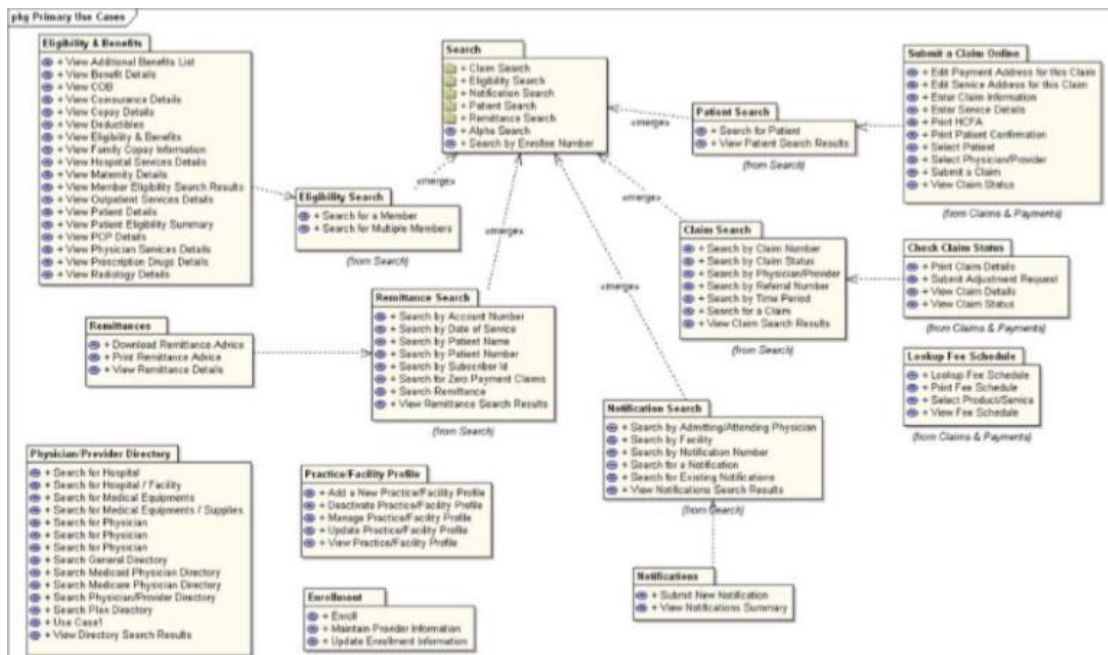 pkg Primary Use Cases
Eligibility & Benefits
+ View Additional Benefits List
+ View Benefit Details
+ View COB
+ View Coinsurance Details
+ View Copay Details
+ View Deductibles
+ View Eligibility & Benefits
+ View Family Copay Information
+ View Hospital Services Details
+ View Maternity Details
+ View Member Eligibility Search Results
+ View Outpatient Services Details
+ View Patient Details
+ View Patient Eligibility Summary
+ View PCP Details
+ View Physician Services Details
+ View Prescription Drugs Details
+ View Radiology Details
Search
+ Claim Search
+ Eligibility Search
+ Notification Search
+ Patient Search
+ Remittance Search
+ Alpha Search
+ Search by Enrollee Number
Patient Search
+ Search for Patient
+ View Patient Search Results
(from Search)
Submit a Claim Online
+ Edit Payment Address for this Claim
+ Edit Service Address for this Claim
+ Enter Claim Information
+ Enter Service Details
+ Print HCFA
+ Print Patient Confirmation
+ Select Patient
+ Select Physician/Provider
+ Submit a Claim
+ View Claim Status
(from Claims & Payments)
«merge»
«merge»
«merge»
«merge»
«merge»
Eligibility Search
+ Search for a Member
+ Search for Multiple Members
(from Search)
Claim Search
+ Search by Claim Number
+ Search by Claim Status
+ Search by Physician/Provider
+ Search by Referral Number
+ Search by Time Period
+ Search for a Claim
+ View Claim Search Results
(from Search)
Check Claim Status
+ Print Claim Details
+ Submit Adjustment Request
+ View Claim Details
+ View Claim Status
(from Claims & Payments)
Remittances
+ Download Remittance Advice
+ Print Remittance Advice
+ View Remittance Details
Remittance Search
+ Search by Account Number
+ Search by Date of Service
+ Search by Patient Name
+ Search by Patient Number
+ Search by Subscriber Id
+ Search for Zero Payment Claims
+ Search Remittance
+ View Remittance Search Results
(from Search)
Lookup Fee Schedule
+ Lookup Fee Schedule
+ Print Fee Schedule
+ Select Product/Service
+ View Fee Schedule
(from Claims & Payments)
Notification Search
+ Search by Admitting/Attending Physician
+ Search by Facility
+ Search by Notification Number
+ Search for a Notification
+ Search for Existing Notifications
+ View Notifications Search Results
(from Search)
Physician/Provider Directory
+ Search for Hospital
+ Search for Hospital / Facility
+ Search for Medical Equipments
+ Search for Medical Equipments / Supplies
+ Search for Physician
+ Search for Physician
+ Search for Physician
+ Search General Directory
+ Search Medicaid Physician Directory
+ Search Medicare Physician Directory
+ Search Physician/Provider Directory
+ Search Plan Directory
+ Use Case1
+ View Directory Search Results
Practice/Facility Profile
+ Add a New Practice/Facility Profile
+ Deactivate Practice/Facility Profile
+ Manage Practice/Facility Profile
+ Update Practice/Facility Profile
+ View Practice/Facility Profile
Enrollment
+ Enroll
+ Maintain Provider Information
+ Update Enrollment Information
Notifications
+ Submit New Notification
+ View Notifications Summary